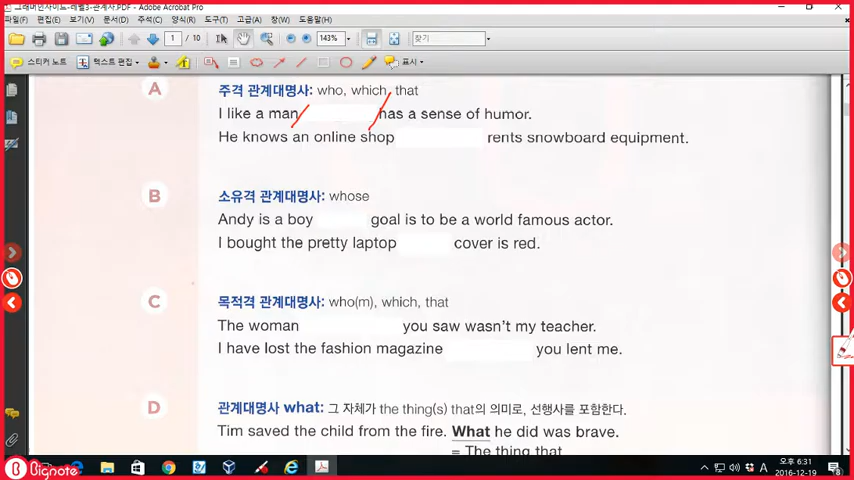 그래머인사이트-레벨3-관계사.PDF - Adobe Acrobat Pro
파일(F) 편집(E) 보기(V) 도구(T) 주석(C) 양식(R) 도구(T) 고급(A) 창(W) 도움말(H)
1 / 10 143% 찾기
스티커 노트 텍스트 편집 표시
A
주격 관계대명사: who, which, that
I like a man has a sense of humor.
He knows an online shop rents snowboard equipment.
B
소유격 관계대명사: whose
Andy is a boy goal is to be a world famous actor.
I bought the pretty laptop cover is red.
C
목적격 관계대명사: who(m), which, that
The woman you saw wasn't my teacher.
I have lost the fashion magazine you lent me.
D
관계대명사 what: 그 자체가 the thing(s) that의 의미로, 선행사를 포함한다.
Tim saved the child from the fire. What he did was brave.
= The thing that
Bignote
A 오후 6:31
2016-12-19